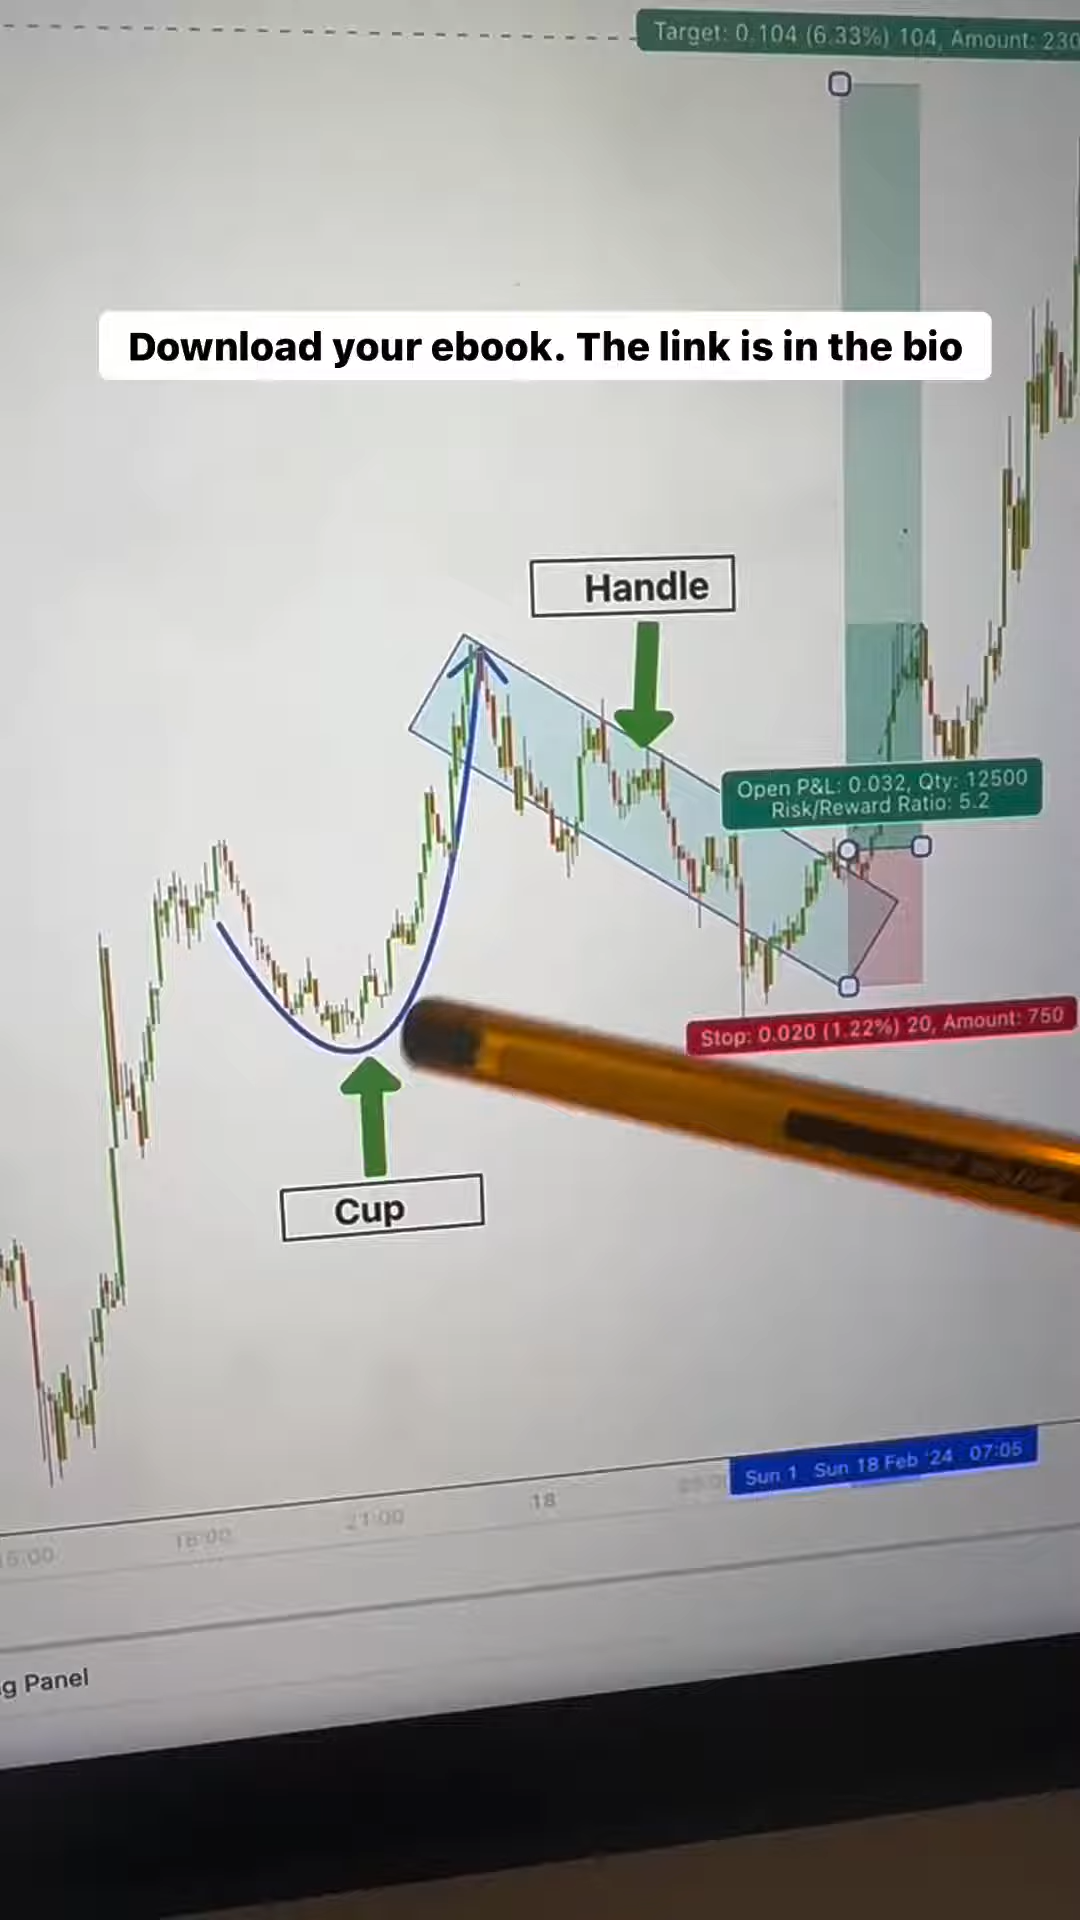 Target: 0.104 (6.33%) 104, Amount: 230
Download your ebook. The link is in the bio
Handle
Open P&L: 0.032, Qty: 12500
Risk/Reward Ratio: 5.2
Stop: 0.020 (1.22%) 20, Amount: 750
Cup
Sun 1 Sun 18 Feb '24 07:05
18
21:00
18:00
15:00
g Panel